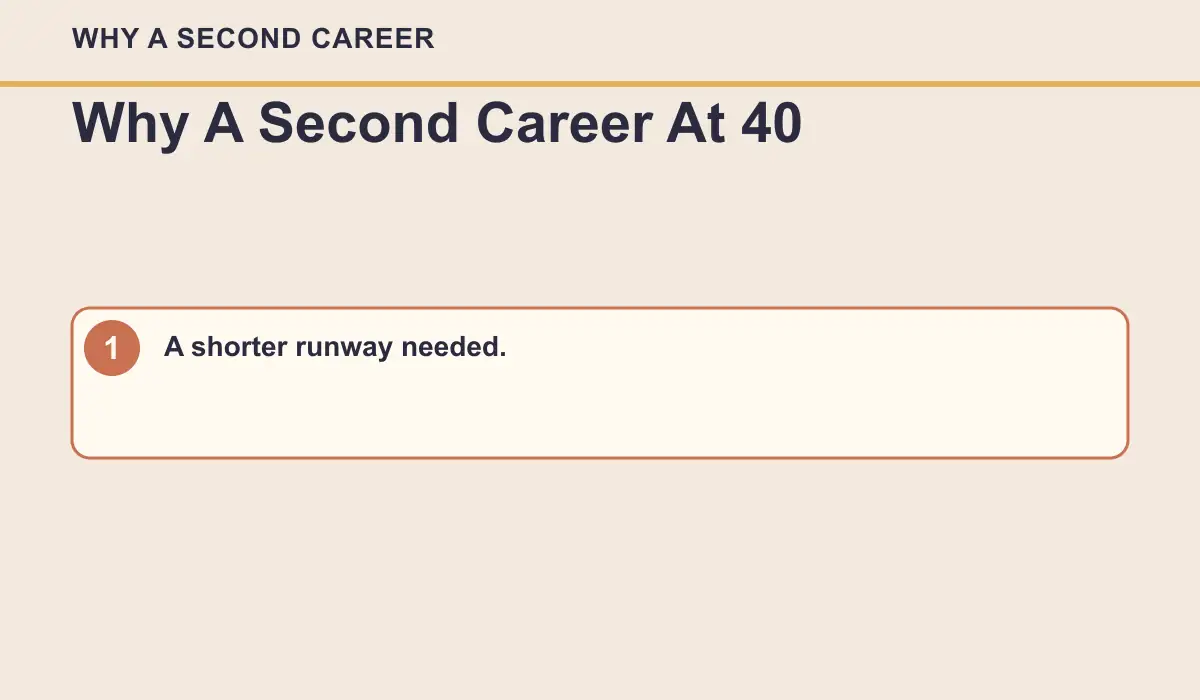 WHY A SECOND CAREER
Why A Second Career At 40
1 A shorter runway needed.